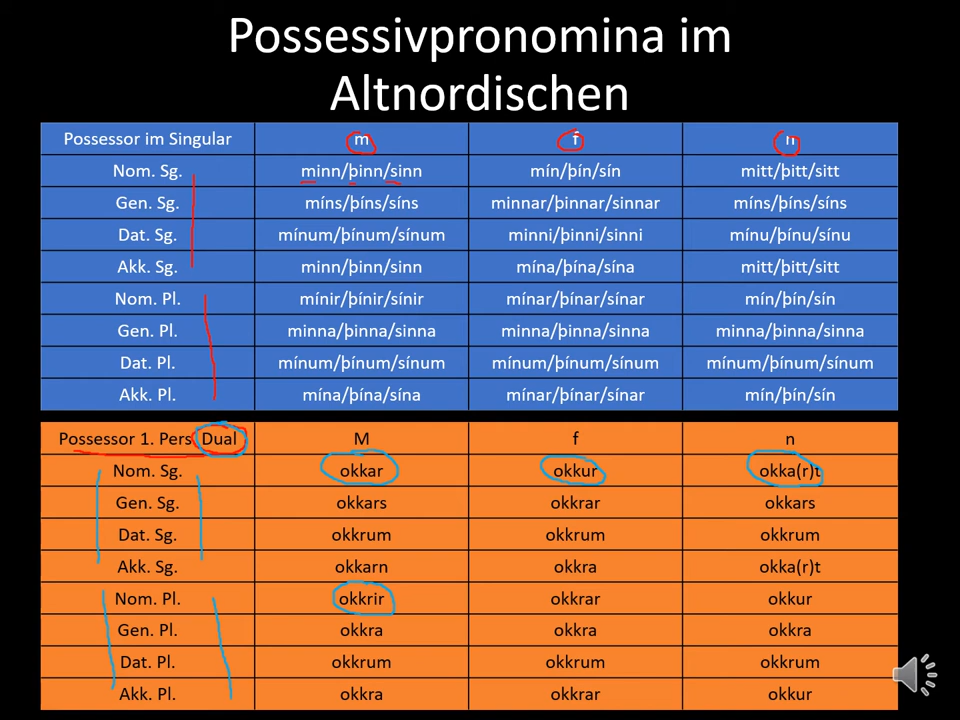 Possessivpronomina im
Altnordischen
Possessor im Singular m f n
Nom. Sg. minn/þinn/sinn mín/þín/sín mitt/þitt/sitt
Gen. Sg. míns/þíns/síns minnar/þinnar/sinnar míns/þíns/síns
Dat. Sg. mínum/þínum/sínum minni/þinni/sinni mínu/þínu/sínu
Akk. Sg. minn/þinn/sinn mína/þína/sína mitt/þitt/sitt
Nom. Pl. mínir/þínir/sínir mínar/þínar/sínar mín/þín/sín
Gen. Pl. minna/þinna/sinna minna/þinna/sinna minna/þinna/sinna
Dat. Pl. mínum/þínum/sínum mínum/þínum/sínum mínum/þínum/sínum
Akk. Pl. mína/þína/sína mínar/þínar/sínar mín/þín/sín
Possessor 1. Pers Dual M f n
Nom. Sg. okkar okkur okka(r)t
Gen. Sg. okkars okkrar okkars
Dat. Sg. okkrum okkrum okkrum
Akk. Sg. okkarn okkra okka(r)t
Nom. Pl. okkrir okkrar okkur
Gen. Pl. okkra okkra okkra
Dat. Pl. okkrum okkrum okkrum
Akk. Pl. okkra okkrar okkur